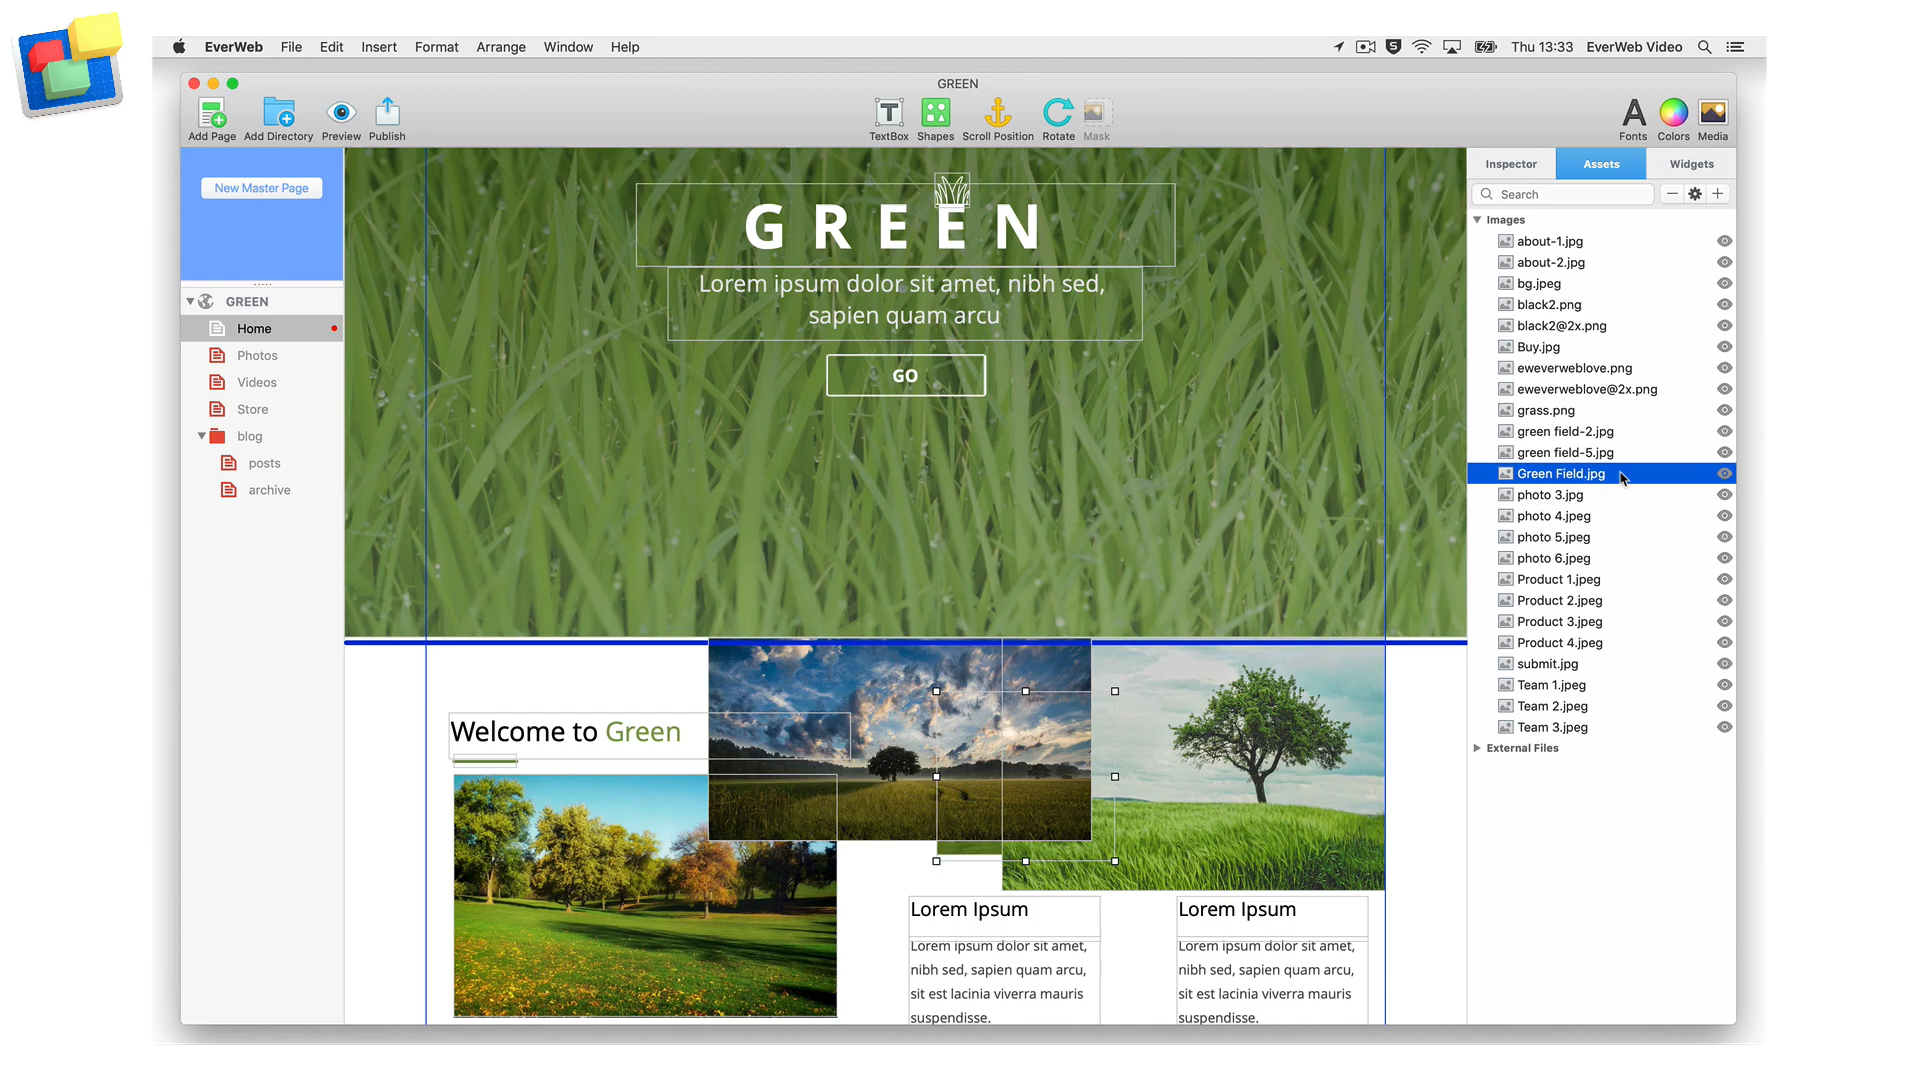 EverWeb File Edit Insert Format Arrange Window Help
Thu 13:33 EverWeb Video
GREEN
Add Page Add Directory Preview Publish
TextBox Shapes Scroll Position Rotate Mask
Fonts Colors Media
New Master Page
GREEN
Home
Photos
Videos
Store
blog
posts
archive
GREEN
Lorem ipsum dolor sit amet, nibh sed,
sapien quam arcu
GO
Welcome to Green
Lorem Ipsum
Lorem ipsum dolor sit amet,
nibh sed, sapien quam arcu,
sit est lacinia viverra mauris
suspendisse.
Lorem Ipsum
Lorem ipsum dolor sit amet,
nibh sed, sapien quam arcu,
sit est lacinia viverra mauris
suspendisse.
Inspector Assets Widgets
Search
Images
about-1.jpg
about-2.jpg
bg.jpeg
black2.png
black2@2x.png
Buy.jpg
eweverweblove.png
eweverweblove@2x.png
grass.png
green field-2.jpg
green field-5.jpg
Green Field.jpg
photo 3.jpg
photo 4.jpeg
photo 5.jpeg
photo 6.jpeg
Product 1.jpeg
Product 2.jpeg
Product 3.jpeg
Product 4.jpeg
submit.jpg
Team 1.jpeg
Team 2.jpeg
Team 3.jpeg
External Files